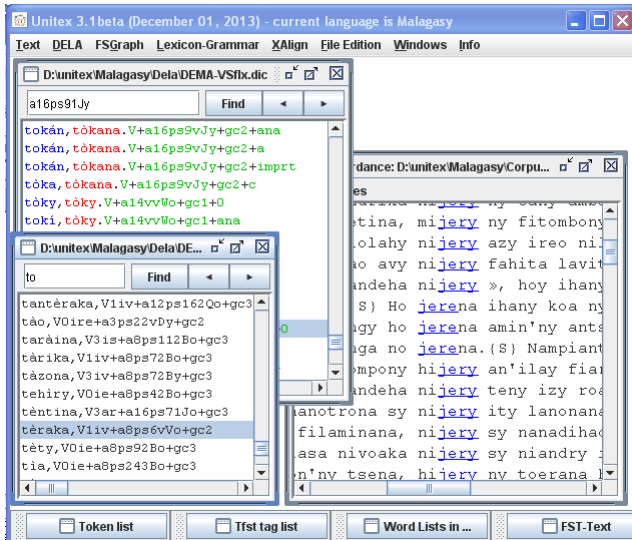 Unitex 3.1beta (December 01, 2013) - current language is Malagasy
Text DELA FSGraph Lexicon-Grammar XAlign File Edition Windows Info
D:\unitex\Malagasy\Dela\DEMA-VSflx.dic
a16ps91Jy Find
tokán,tòkana.V+a16ps9vJy+gc2+ana
tokán,tòkana.V+a16ps9vJy+gc2+a
tokán,tòkana.V+a16ps9vJy+gc2+imprt
tòka,tòkana.V+a16ps9vJy+gc2+c
tòky,tòky.V+a14vvWo+gc1+0
tokí,tòky.V+a14vvWo+gc1+ana
D:\unitex\Malagasy\Dela\DE...
to Find
tantèraka,V1iv+a12ps162Qo+gc3
tào,V0ire+a3ps22vDy+gc2
taràina,V3is+a8ps112Bo+gc3
tàrika,V1iv+a8ps72Bo+gc3
tàzona,V3iv+a8ps72By+gc3
tehiry,V0ie+a8ps42Bo+gc3
tèntina,V3ar+a16ps71Jo+gc3
tèraka,V1iv+a8ps6vVo+gc2
tèty,V0ie+a8ps92Bo+gc3
tia,V0ie+a8ps243Bo+gc3
rdance: D:\unitex\Malagasy\Corpu...
es
etina, mijery ny fitombony
olahy nijery azy ireo nil
ao avy nijery fahita lavit
andeha nijery », hoy ihany
S} Ho jerena ihany koa ny
ngy ho jerena amin'ny ants
nga no jerena.{S} Nampiant
ompony hijery an'ilay fiar
andeha nijery teny izy roa
nanotrona sy nijery ity lanonana
filaminana, nijery sy nanadihad
asa nivoaka nijery sy niandry i
on'ny tsena, hijery ny toerana
Token list Tfst tag list Word Lists in ... FST-Text